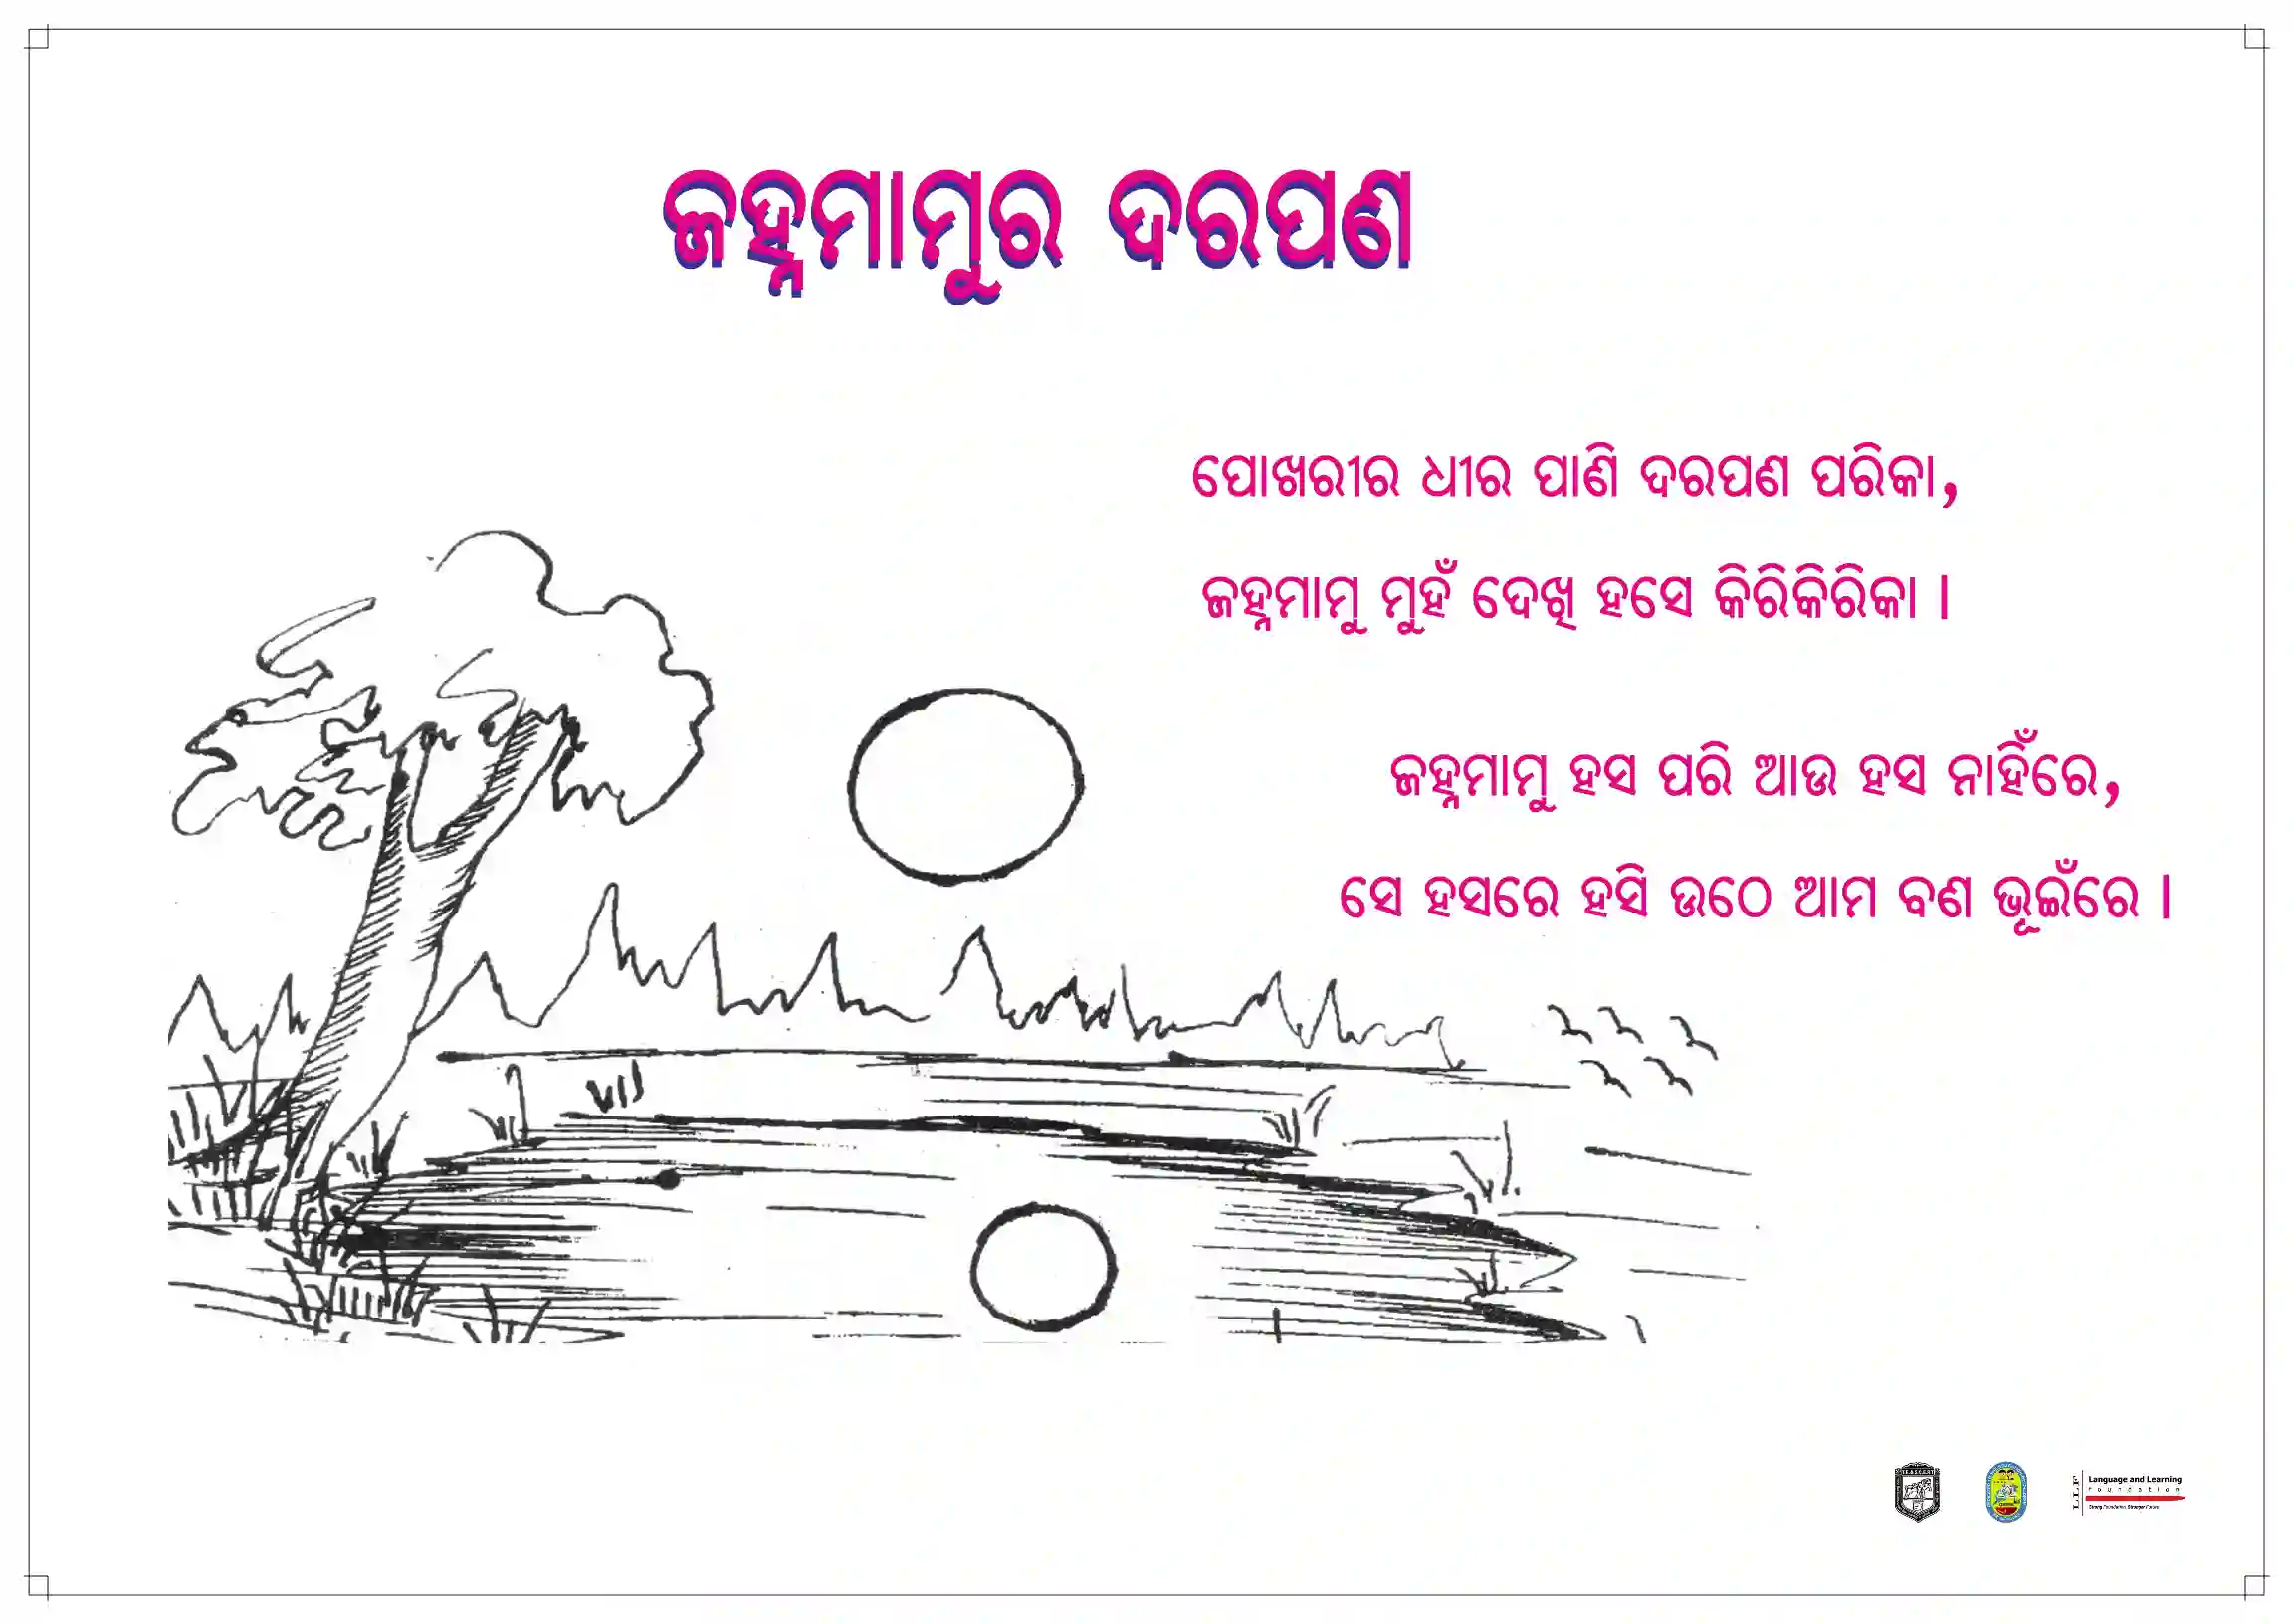 ଜହ୍ନମାମୁର ଦରପଣ
ପୋଖରୀର ଧୀର ପାଣି ଦରପଣ ପରିକା,
ଜହ୍ନମାମୁ ମୁହଁ ଦେଖି ହସେ କିରିକିରିକା ।
ଜହ୍ନମାମୁ ହସ ପରି ଆଉ ହସ ନାହିଁରେ,
ସେ ହସରେ ହସି ଉଠେ ଆମ ବଣ ଭୂଇଁରେ ।
LLF
Language and Learning
Foundation